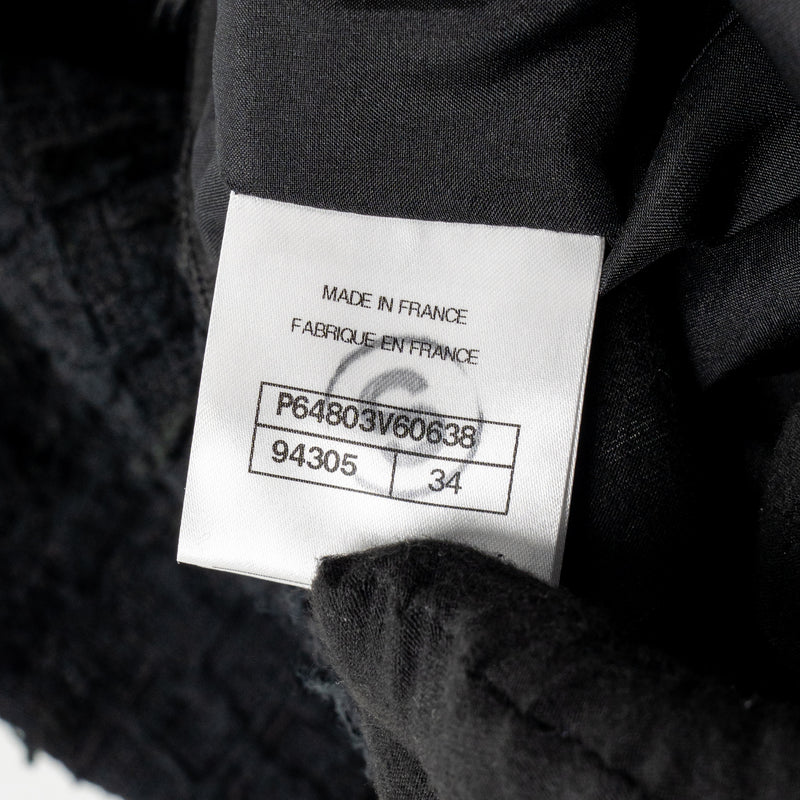 MADE IN FRANCE
FABRIQUE EN FRANCE
P64803V60638
94305 34